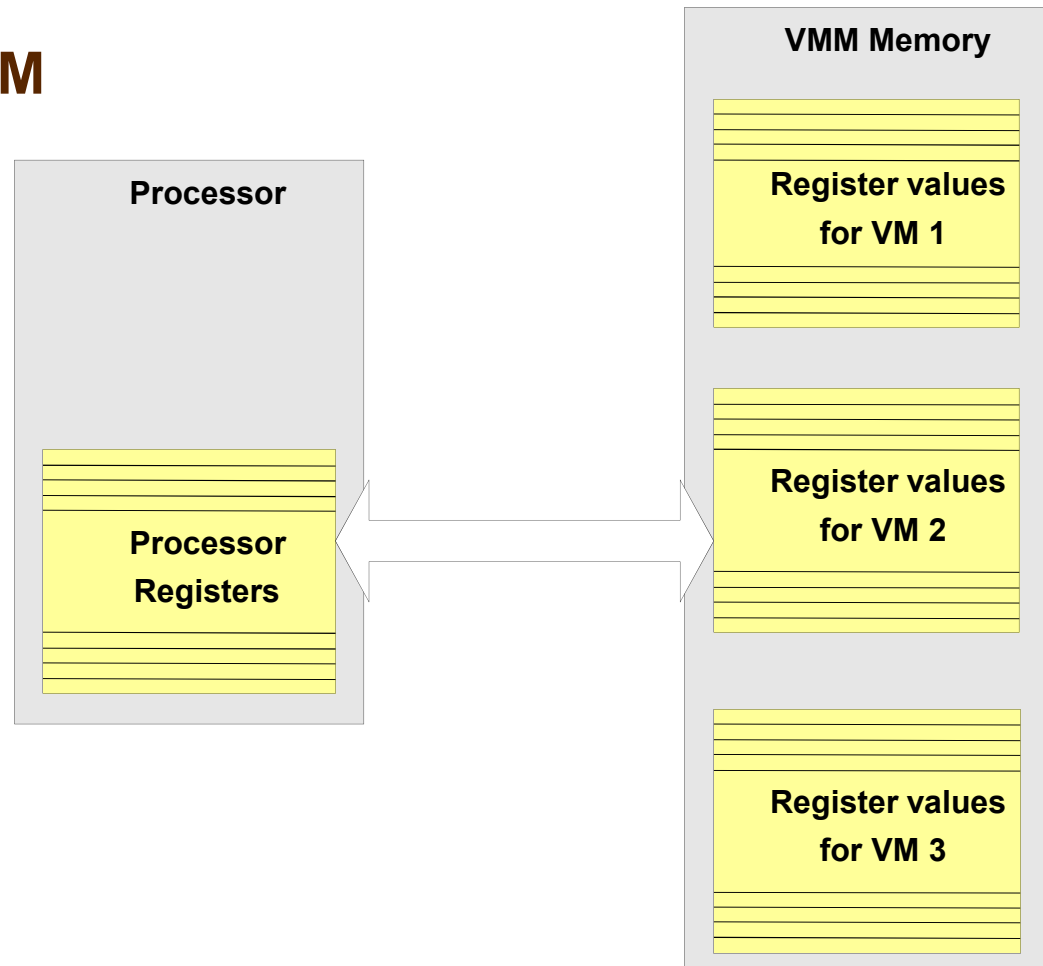 M
VMM Memory
Processor
Register values
for VM 1
Register values
for VM 2
Processor
Registers
Register values
for VM 3